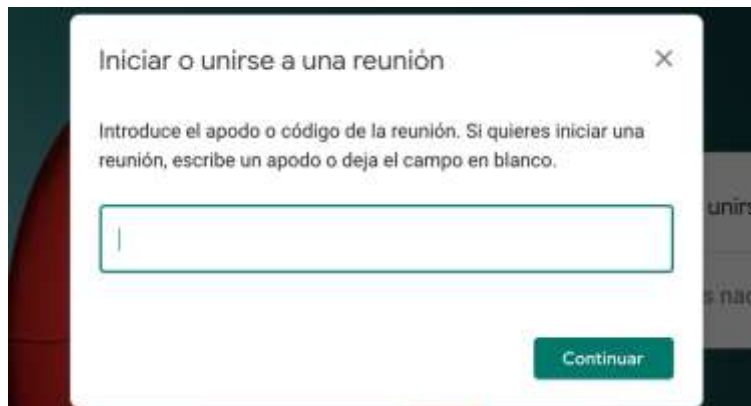 Iniciar o unirse a una reunión
Introduce el apodo o código de la reunión. Si quieres iniciar una
reunión, escribe un apodo o deja el campo en blanco.
Continuar